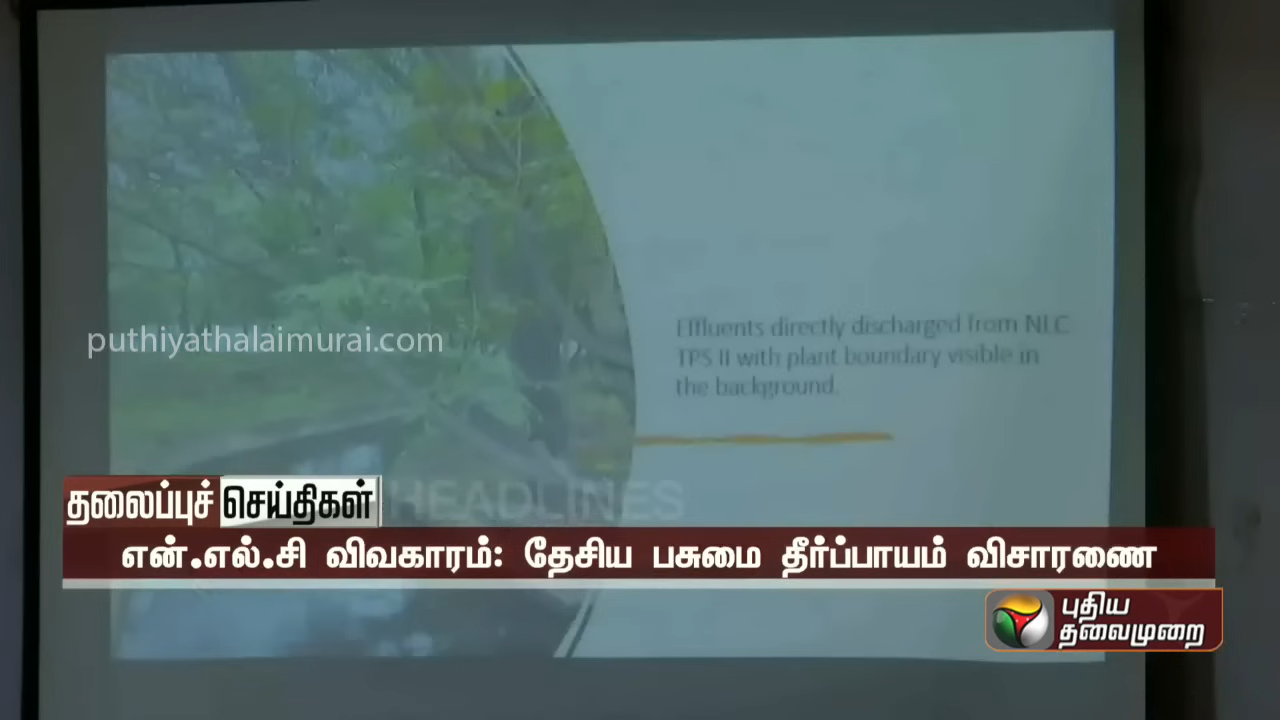 Effluents directly discharged from NLC
TPS II with plant boundary visible in
the background.
puthiyathalaimurai.com
தலைப்புச் செய்திகள்
HEADLINES
என்.எல்.சி விவகாரம்: தேசிய பசுமை தீர்ப்பாயம் விசாரணை
புதிய
தலைமுறை